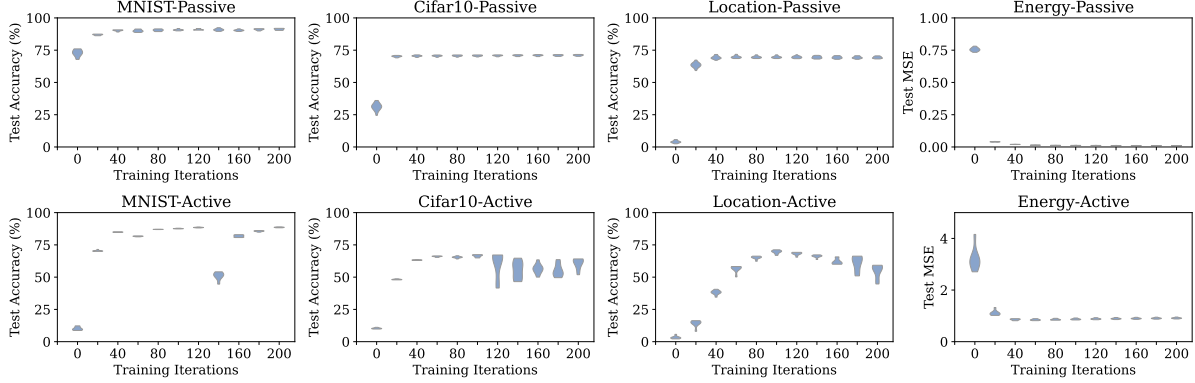 MNIST-Passive
Cifar10-Passive
Location-Passive
Energy-Passive
Test Accuracy (%)
100
75
50
25
0
0 40 80 120 160 200
Training Iterations
Test Accuracy (%)
100
75
50
25
0
0 40 80 120 160 200
Training Iterations
Test Accuracy (%)
100
75
50
25
0
0 40 80 120 160 200
Training Iterations
Test MSE
1.00
0.75
0.50
0.25
0.00
0 40 80 120 160 200
Training Iterations
MNIST-Active
Cifar10-Active
Location-Active
Energy-Active
Test Accuracy (%)
100
75
50
25
0
0 40 80 120 160 200
Training Iterations
Test Accuracy (%)
100
75
50
25
0
0 40 80 120 160 200
Training Iterations
Test Accuracy (%)
100
75
50
25
0
0 40 80 120 160 200
Training Iterations
Test MSE
4
2
0
0 40 80 120 160 200
Training Iterations